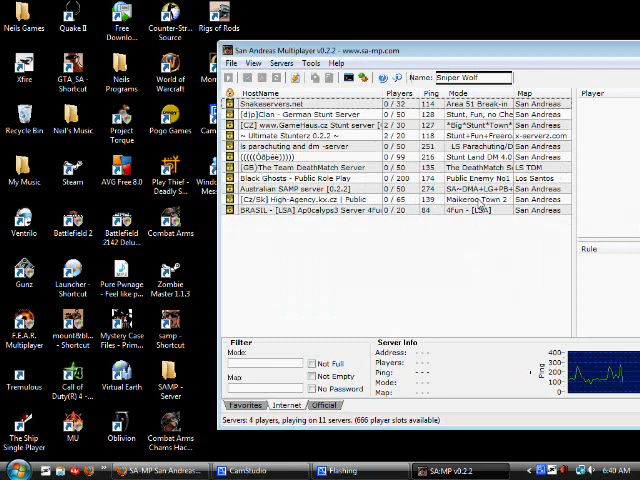 Neils Games
Quake II
Free Downlo...
Counter-Str... Source
Rigs of Rods
Xfire
GTA_SA - Shortcut
Neils Programs
World of Warcraft
Recycle Bin
Neil's Music
Project Torque
Pogo Games
My Music
Steam
AVG Free 8.0
Play Thief - Deadly S...
Ventrilo
Battlefield 2
Battlefield 2142 Delu...
Combat Arms
Gunz
Launcher - Shortcut
Pure Pwnage - Feel like p...
Zombie Master 1.1.3
F.E.A.R. Multiplayer
mount&bl... - Shortcut
Mystery Case Files - Prim...
samp - Shortcut
Tremulous
Call of Duty(R) 4 - ...
Virtual Earth
SAMP - Server
The Ship Single Player
MU
Oblivion
Combat Arms Chams Hac...
San Andreas Multiplayer v0.2.2 - www.sa-mp.com
File View Servers Tools Help
Name: Sniper Wolf
HostName Players Ping Mode Map
Snakeservers.net 0 / 32 114 Area 51 Break-in San Andreas
[d|p]Clan - German Stunt Server 0 / 50 128 Stunt, Fun, no Che San Andreas
[CZ] www.GameHaus.cz Stunt server [ 2 / 30 127 *Big*Stunt*Town* San Andreas
~ Ultimate Stunterz 0.2.2 ~ 2 / 20 118 Stunt+Fun+Freero x-serverz.com
is parachuting and dm -server 0 / 50 251 LS Parachuting/D San Andreas
0 / 99 216 Stunt Land DM 4.0 San Andreas
(GB)The Team DeathMatch Server 0 / 50 135 The DeathMatch Se LS TDM
Black Ghosts - Public Role Play 0 / 200 174 Public Enemy No1 Los Santos
Australian SAMP server [0.2.2] 0 / 50 274 SA~DMA+LG+PB+ San Andreas
[Cz/Sk] High-Agency.kx.cz | Public 0 / 65 139 Maikeroo Town 2 San Andreas
BRASIL - [LSA] Ap0calyps3 Server 4Fu 0 / 20 84 4Fun - [LSA] San Andreas
Player
Rule
Filter
Mode:
Map:
Not Full
Not Empty
No Password
Server Info
Address: - - -
Players: - - -
Ping: - - -
Mode: - - -
Map: - - -
Ping
400
300
200
100
0
Favorites Internet Official
Servers: 4 players, playing on 11 servers. (666 player slots available)
SA-MP San Andreas...
CamStudio
Flashing
SA:MP v0.2.2
6:40 AM